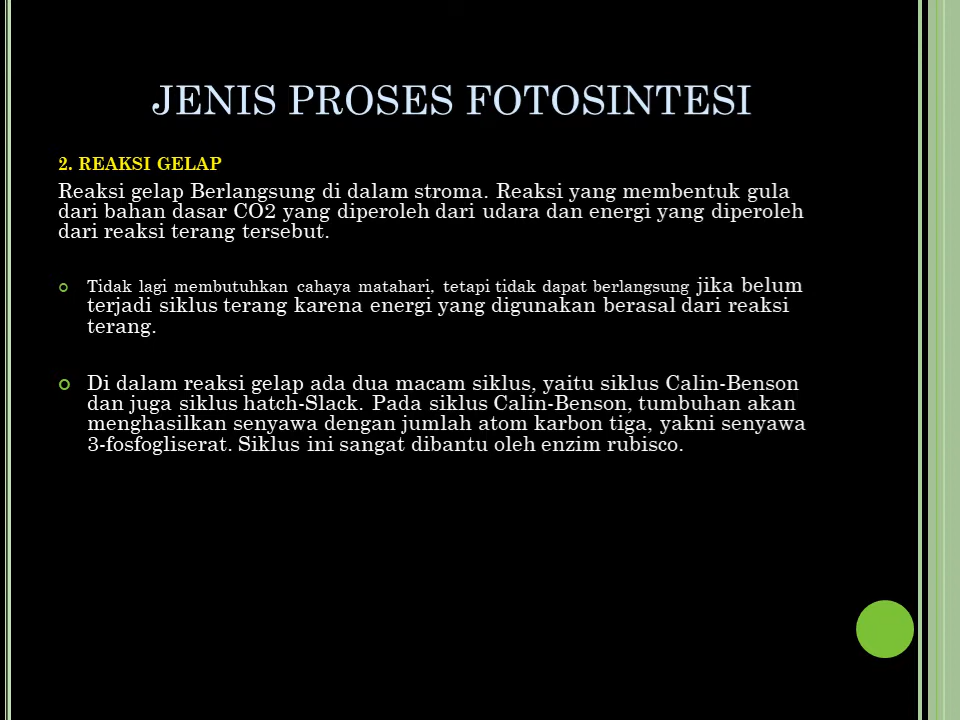 JENIS PROSES FOTOSINTESI
2. REAKSI GELAP
Reaksi gelap Berlangsung di dalam stroma. Reaksi yang membentuk gula
dari bahan dasar CO2 yang diperoleh dari udara dan energi yang diperoleh
dari reaksi terang tersebut.
Tidak lagi membutuhkan cahaya matahari, tetapi tidak dapat berlangsung jika belum
terjadi siklus terang karena energi yang digunakan berasal dari reaksi
terang.
Di dalam reaksi gelap ada dua macam siklus, yaitu siklus Calin-Benson
dan juga siklus hatch-Slack. Pada siklus Calin-Benson, tumbuhan akan
menghasilkan senyawa dengan jumlah atom karbon tiga, yakni senyawa
3-fosfogliserat. Siklus ini sangat dibantu oleh enzim rubisco.